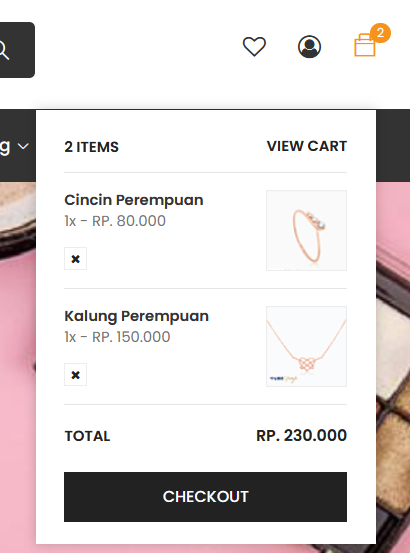 2
g
2 ITEMS
VIEW CART
Cincin Perempuan
1x - RP. 80.000
Kalung Perempuan
1x - RP. 150.000
TOTAL
RP. 230.000
CHECKOUT